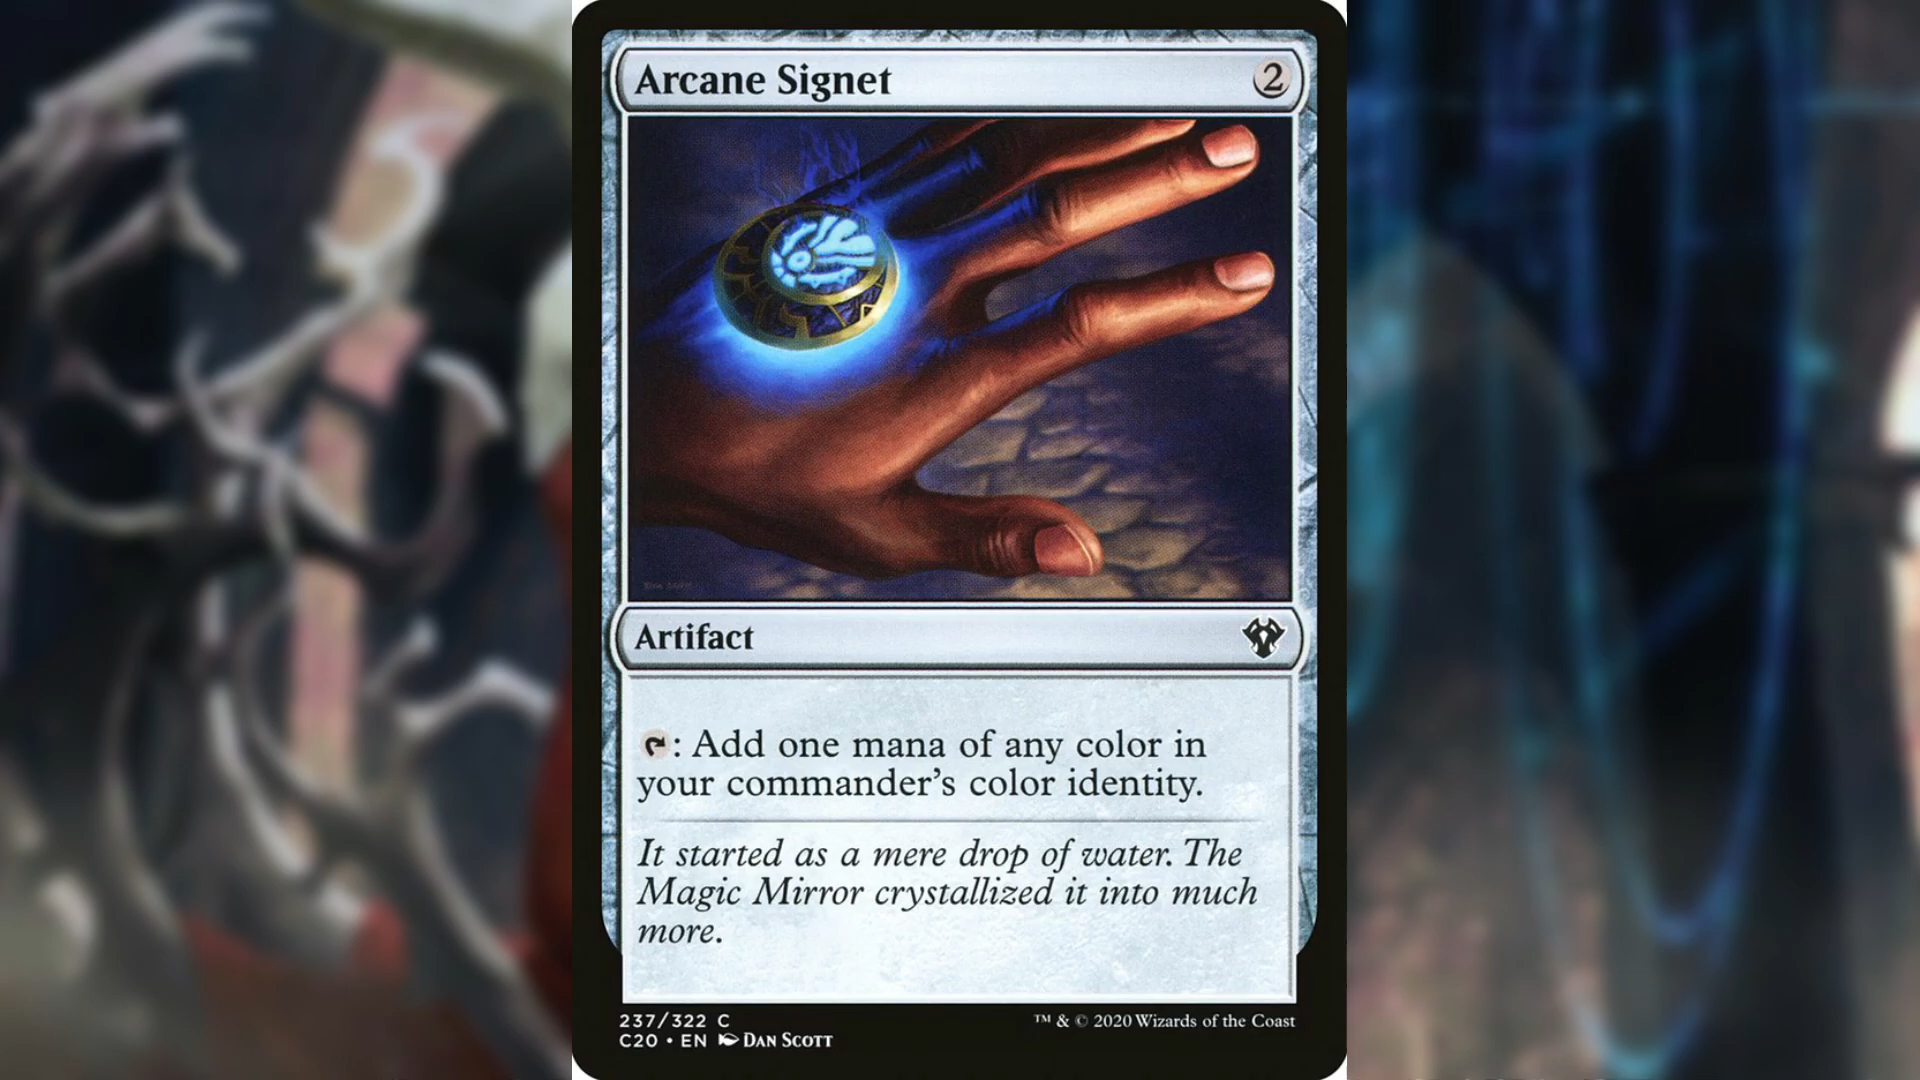 Arcane Signet 2
Artifact
: Add one mana of any color in
your commander's color identity.
It started as a mere drop of water. The
Magic Mirror crystallized it into much
more.
237/322 C
C20 • EN Dan Scott
™ & © 2020 Wizards of the Coast